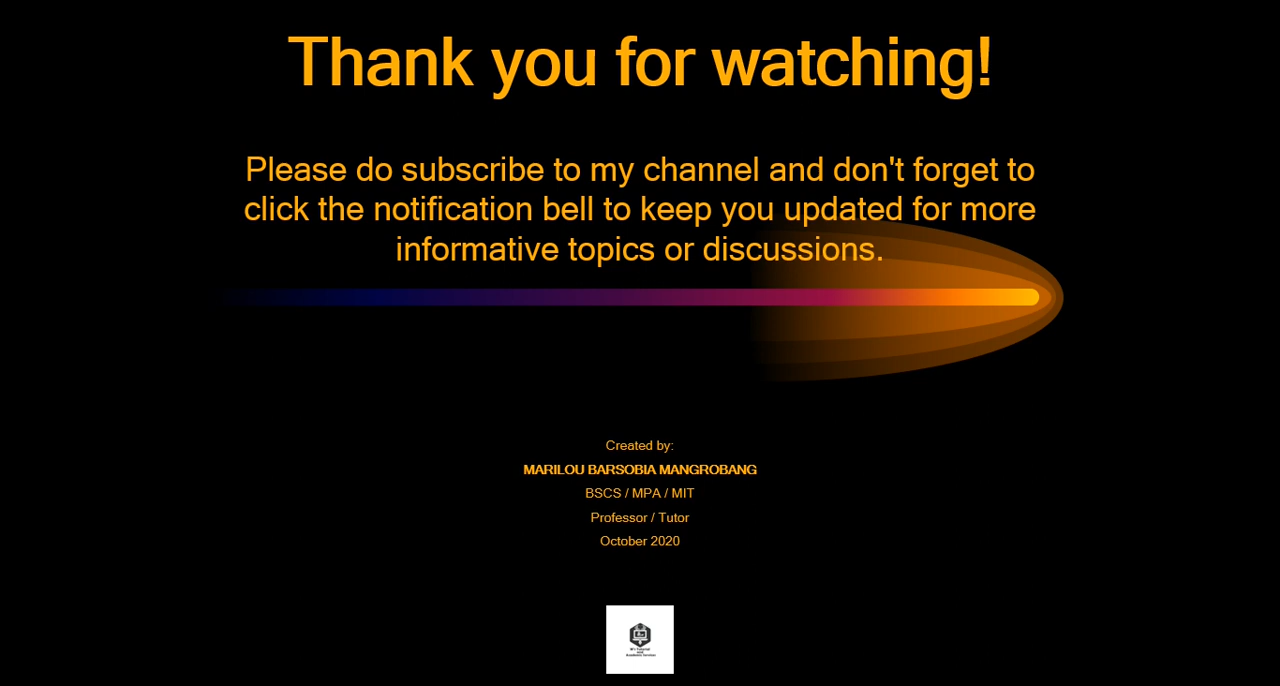 Thank you for watching!
Please do subscribe to my channel and don't forget to
click the notification bell to keep you updated for more
informative topics or discussions.
Created by:
MARILOU BARSOBIA MANGROBANG
BSCS / MPA / MIT
Professor / Tutor
October 2020
Academic Services